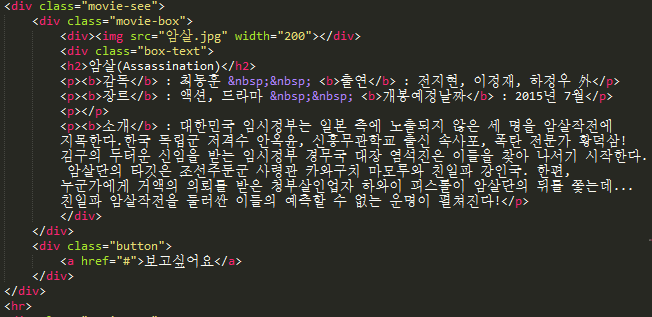 <div class="movie-see">
<div class="movie-box">
<div><img src="암살.jpg" width="200"></div>
<div class="box-text">
<h2>암살(Assassination)</h2>
<p><b>감독</b> : 최동훈 &nbsp;&nbsp; <b>출연</b> : 전지현, 이정재, 하정우 外</p>
<p><b>장르</b> : 액션, 드라마 &nbsp;&nbsp; <b>개봉예정날짜</b> : 2015년 7월</p>
<p></p>
<p><b>소개</b> : 대한민국 임시정부는 일본 측에 노출되지 않은 세 명을 암살작전에
지목한다.한국 독립군 저격수 안옥윤, 신흥무관학교 출신 속사포, 폭탄 전문가 황덕삼!
김구의 두터운 신임을 받는 임시정부 경무국 대장 염석진은 이들을 찾아 나서기 시작한다.
암살단의 타깃은 조선주둔군 사령관 카와구치 마모루와 친일파 강인국. 한편,
누군가에게 거액의 의뢰를 받은 청부살인업자 하와이 피스톨이 암살단의 뒤를 쫓는데...
친일파 암살작전을 둘러싼 이들의 예측할 수 없는 운명이 펼쳐진다!</p>
</div>
</div>
<div class="button">
<a href="#">보고싶어요</a>
</div>
</div>
<hr>